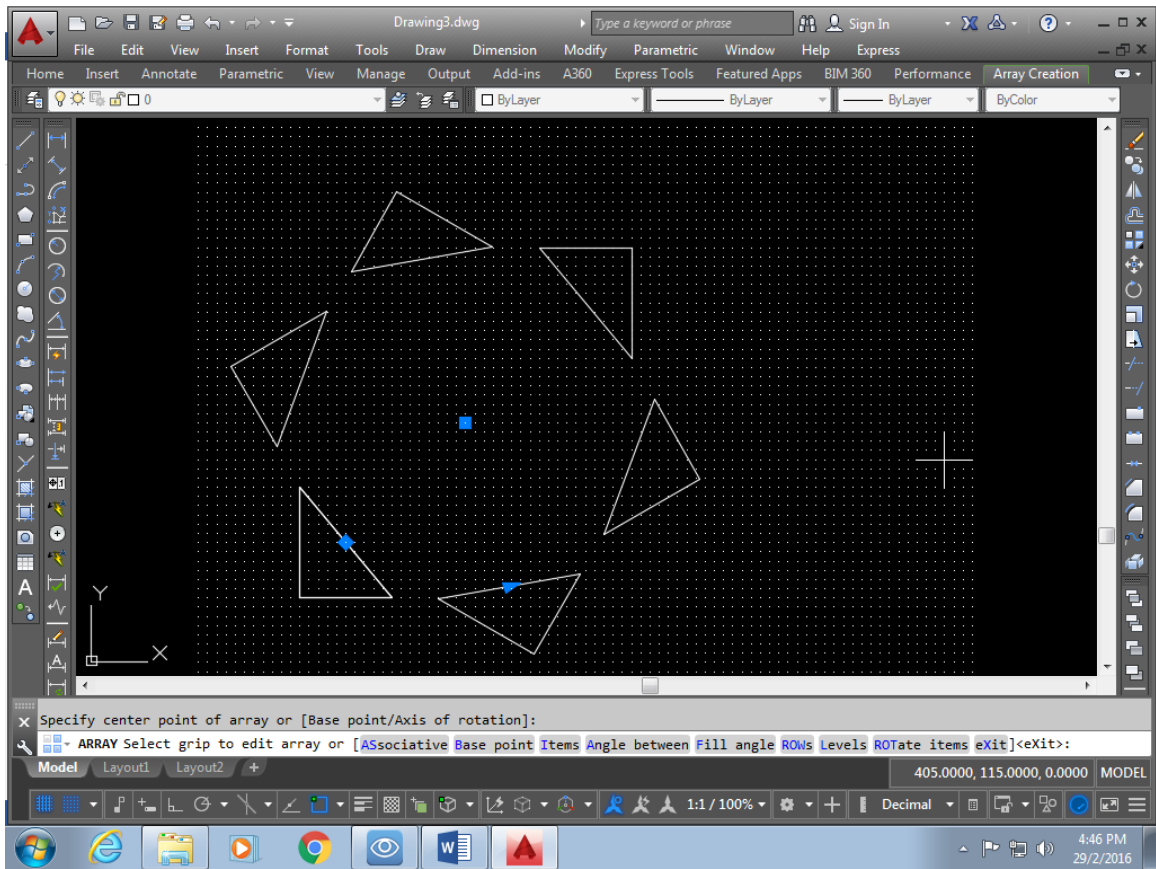 Drawing3.dwg Type a keyword or phrase Sign In
File Edit View Insert Format Tools Draw Dimension Modify Parametric Window Help Express
Home Insert Annotate Parametric View Manage Output Add-ins A360 Express Tools Featured Apps BIM 360 Performance Array Creation
0 ByLayer ByLayer ByLayer ByColor
Y
X
Specify center point of array or [Base point/Axis of rotation]:
ARRAY Select grip to edit array or [ASsociative Base point Items Angle between Fill angle ROWs Levels ROTate items eXit]<eXit>:
Model Layout1 Layout2 + 405.0000, 115.0000, 0.0000 MODEL
1:1 / 100% Decimal
4:46 PM
29/2/2016